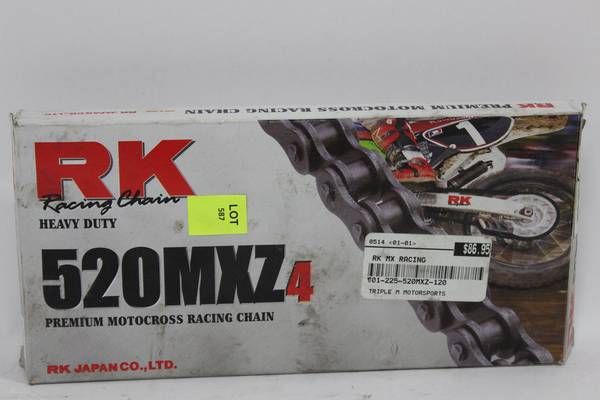 RK PREMIUM MOTOCROSS RACING CHAIN
RK
Racing Chain
HEAVY DUTY
LOT
587
520MXZ4
PREMIUM MOTOCROSS RACING CHAIN
RK JAPAN CO., LTD.
7
RK
0514 <01-01>
$86.95
RK MX RACING
601-225-520MXZ-120
TRIPLE M MOTORSPORTS